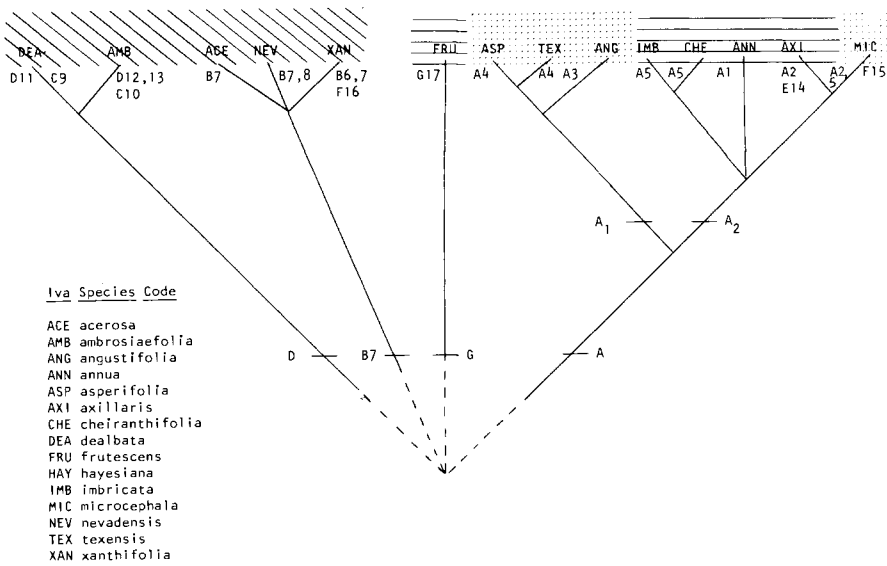 DEA AMB ACE NEV XAN FRU ASP TEX ANG IMB CHE ANN AXI MIC
D11 C9 D12,13 B7 B7,8 B6,7 G17 A4 A4 A3 A5 A5 A1 A2 A2, F15
C10 F16 E14 5
A1 A2
D B7 G A
Iva Species Code
ACE acerosa
AMB ambrosiaefolia
ANG angustifolia
ANN annua
ASP asperifolia
AXI axillaris
CHE cheiranthifolia
DEA dealbata
FRU frutescens
HAY hayesiana
IMB imbricata
MIC microcephala
NEV nevadensis
TEX texensis
XAN xanthifolia